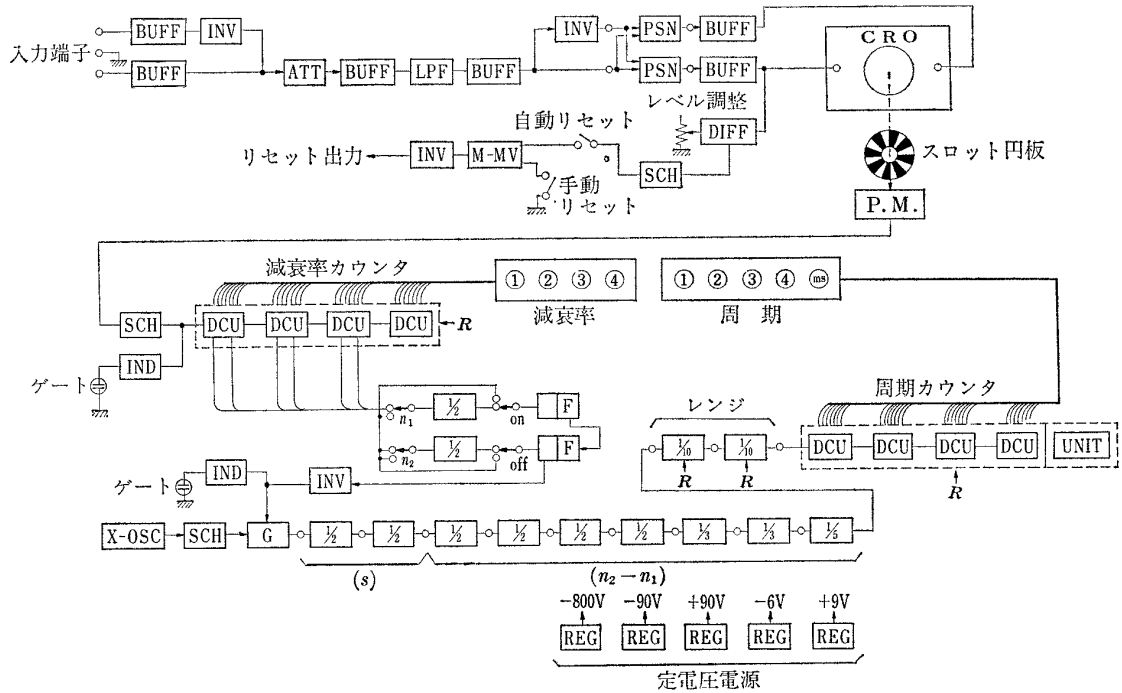 BUFF INV
入力端子
BUFF ATT BUFF LPF BUFF
INV PSN BUFF
PSN BUFF
CRO
レベル調整
自動リセット DIFF
リセット出力 INV M-MV SCH
手動
リセット
スロット円板
P.M.
減衰率カウンタ
① ② ③ ④
減衰率
① ② ③ ④ ms
周 期
SCH DCU DCU DCU DCU R
IND
ゲート
n₁ 1/2 on F
n₂ 1/2 off F
レンジ
1/10 1/10
R R
周期カウンタ
DCU DCU DCU DCU UNIT
R
ゲート IND INV
X-OSC SCH G 1/2 1/2 1/2 1/2 1/2 1/2 1/3 1/3 1/5
(s) (n₂−n₁)
−800V −90V +90V −6V +9V
REG REG REG REG REG
定電圧電源